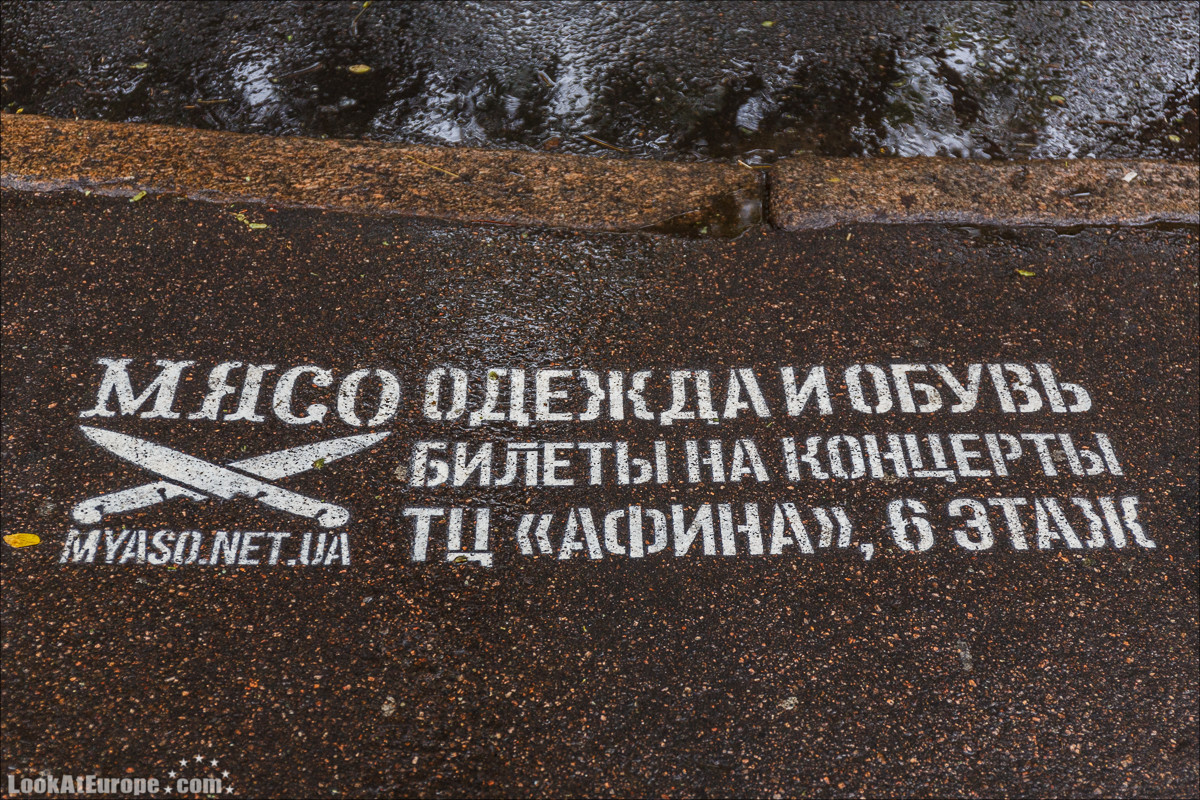 МЯСО
MYASO.NET.UA
ОДЕЖДА И ОБУВЬ
БИЛЕТЫ НА КОНЦЕРТЫ
ТЦ «АФИНА», 6 ЭТАЖ
LookAtEurope.com